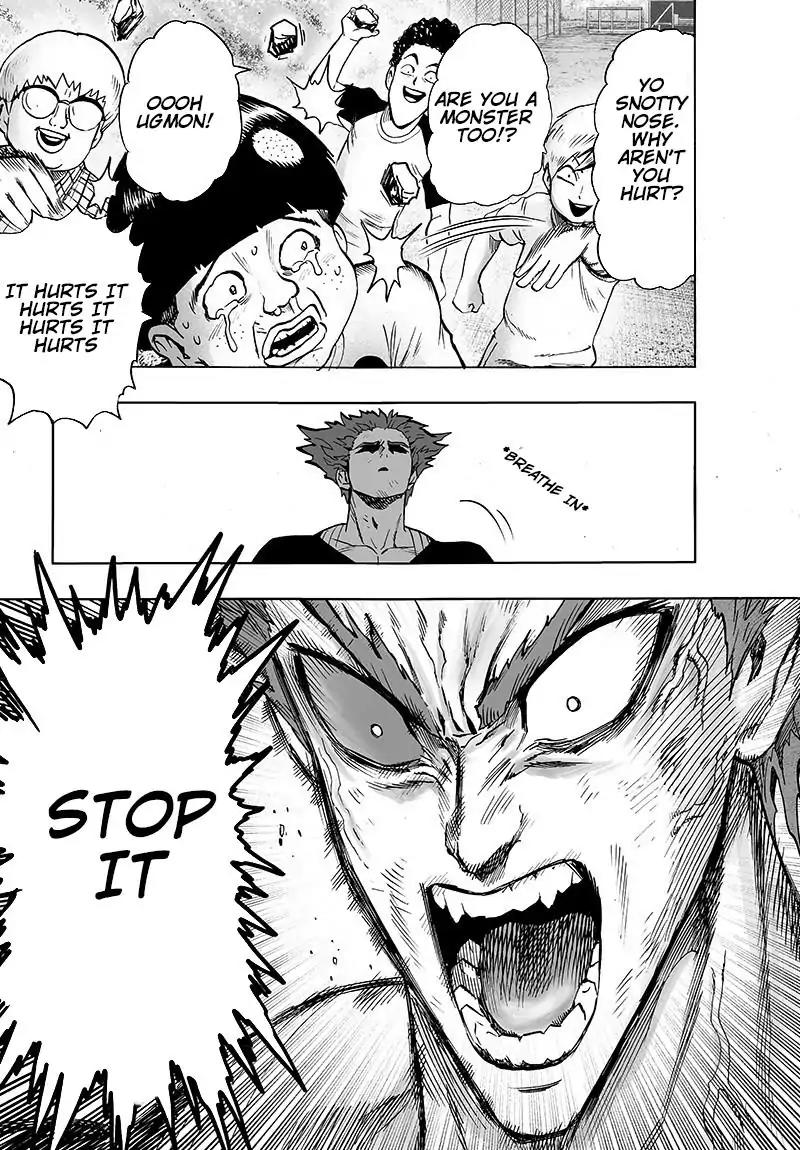 YO
SNOTTY
NOSE.
WHY
AREN'T
YOU
HURT?
ARE YOU A
MONSTER
TOO!?
OOOH
UGMON!
IT HURTS IT
HURTS IT
HURTS IT
HURTS
*BREATHE IN*
STOP
IT